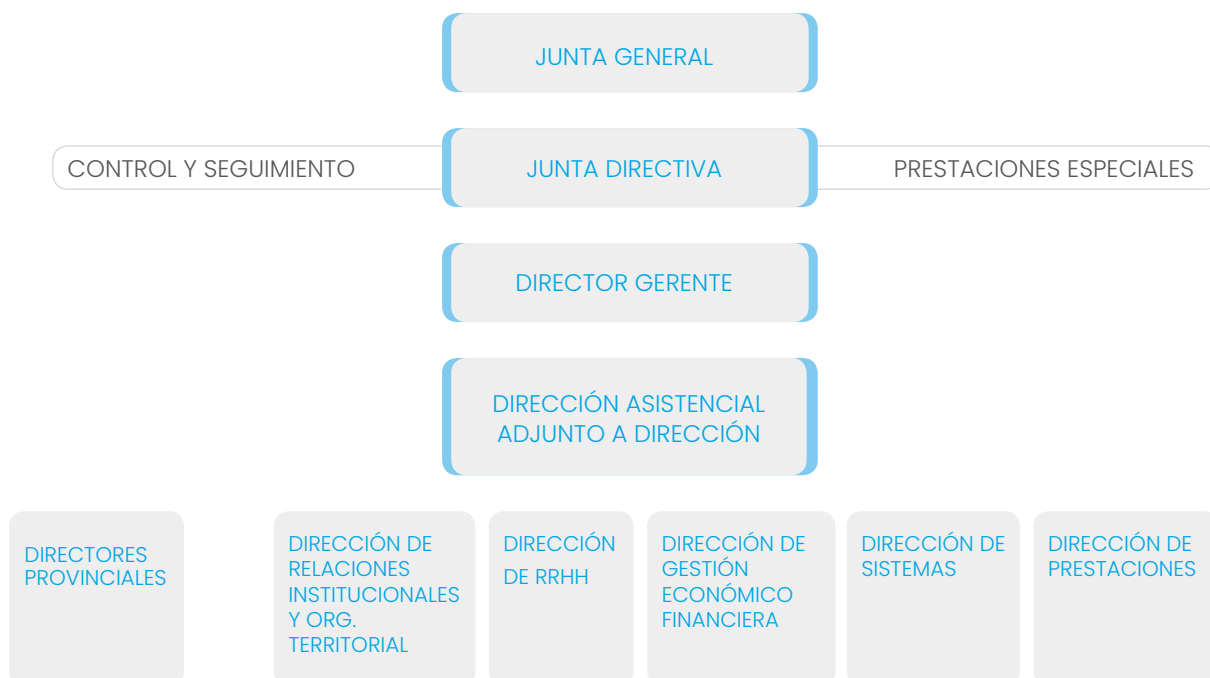 JUNTA GENERAL
CONTROL Y SEGUIMIENTO
JUNTA DIRECTIVA
PRESTACIONES ESPECIALES
DIRECTOR GERENTE
DIRECCIÓN ASISTENCIAL
ADJUNTO A DIRECCIÓN
DIRECTORES
PROVINCIALES
DIRECCIÓN DE
RELACIONES
INSTITUCIONALES
Y ORG.
TERRITORIAL
DIRECCIÓN
DE RRHH
DIRECCIÓN DE
GESTIÓN
ECONÓMICO
FINANCIERA
DIRECCIÓN DE
SISTEMAS
DIRECCIÓN DE
PRESTACIONES